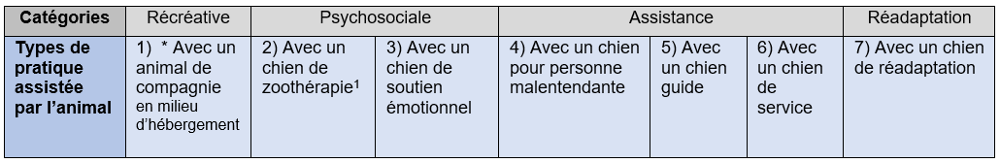 Catégories
Récréative
Psychosociale
Assistance
Réadaptation
Types de
pratique
assistée
par l’animal
1) * Avec un
animal de
compagnie
en milieu
d’hébergement
2) Avec un
chien de
zoothérapie¹
3) Avec un
chien de
soutien
émotionnel
4) Avec un chien
pour personne
malentendante
5) Avec
un chien
guide
6) Avec
un chien
de
service
7) Avec un chien
de réadaptation